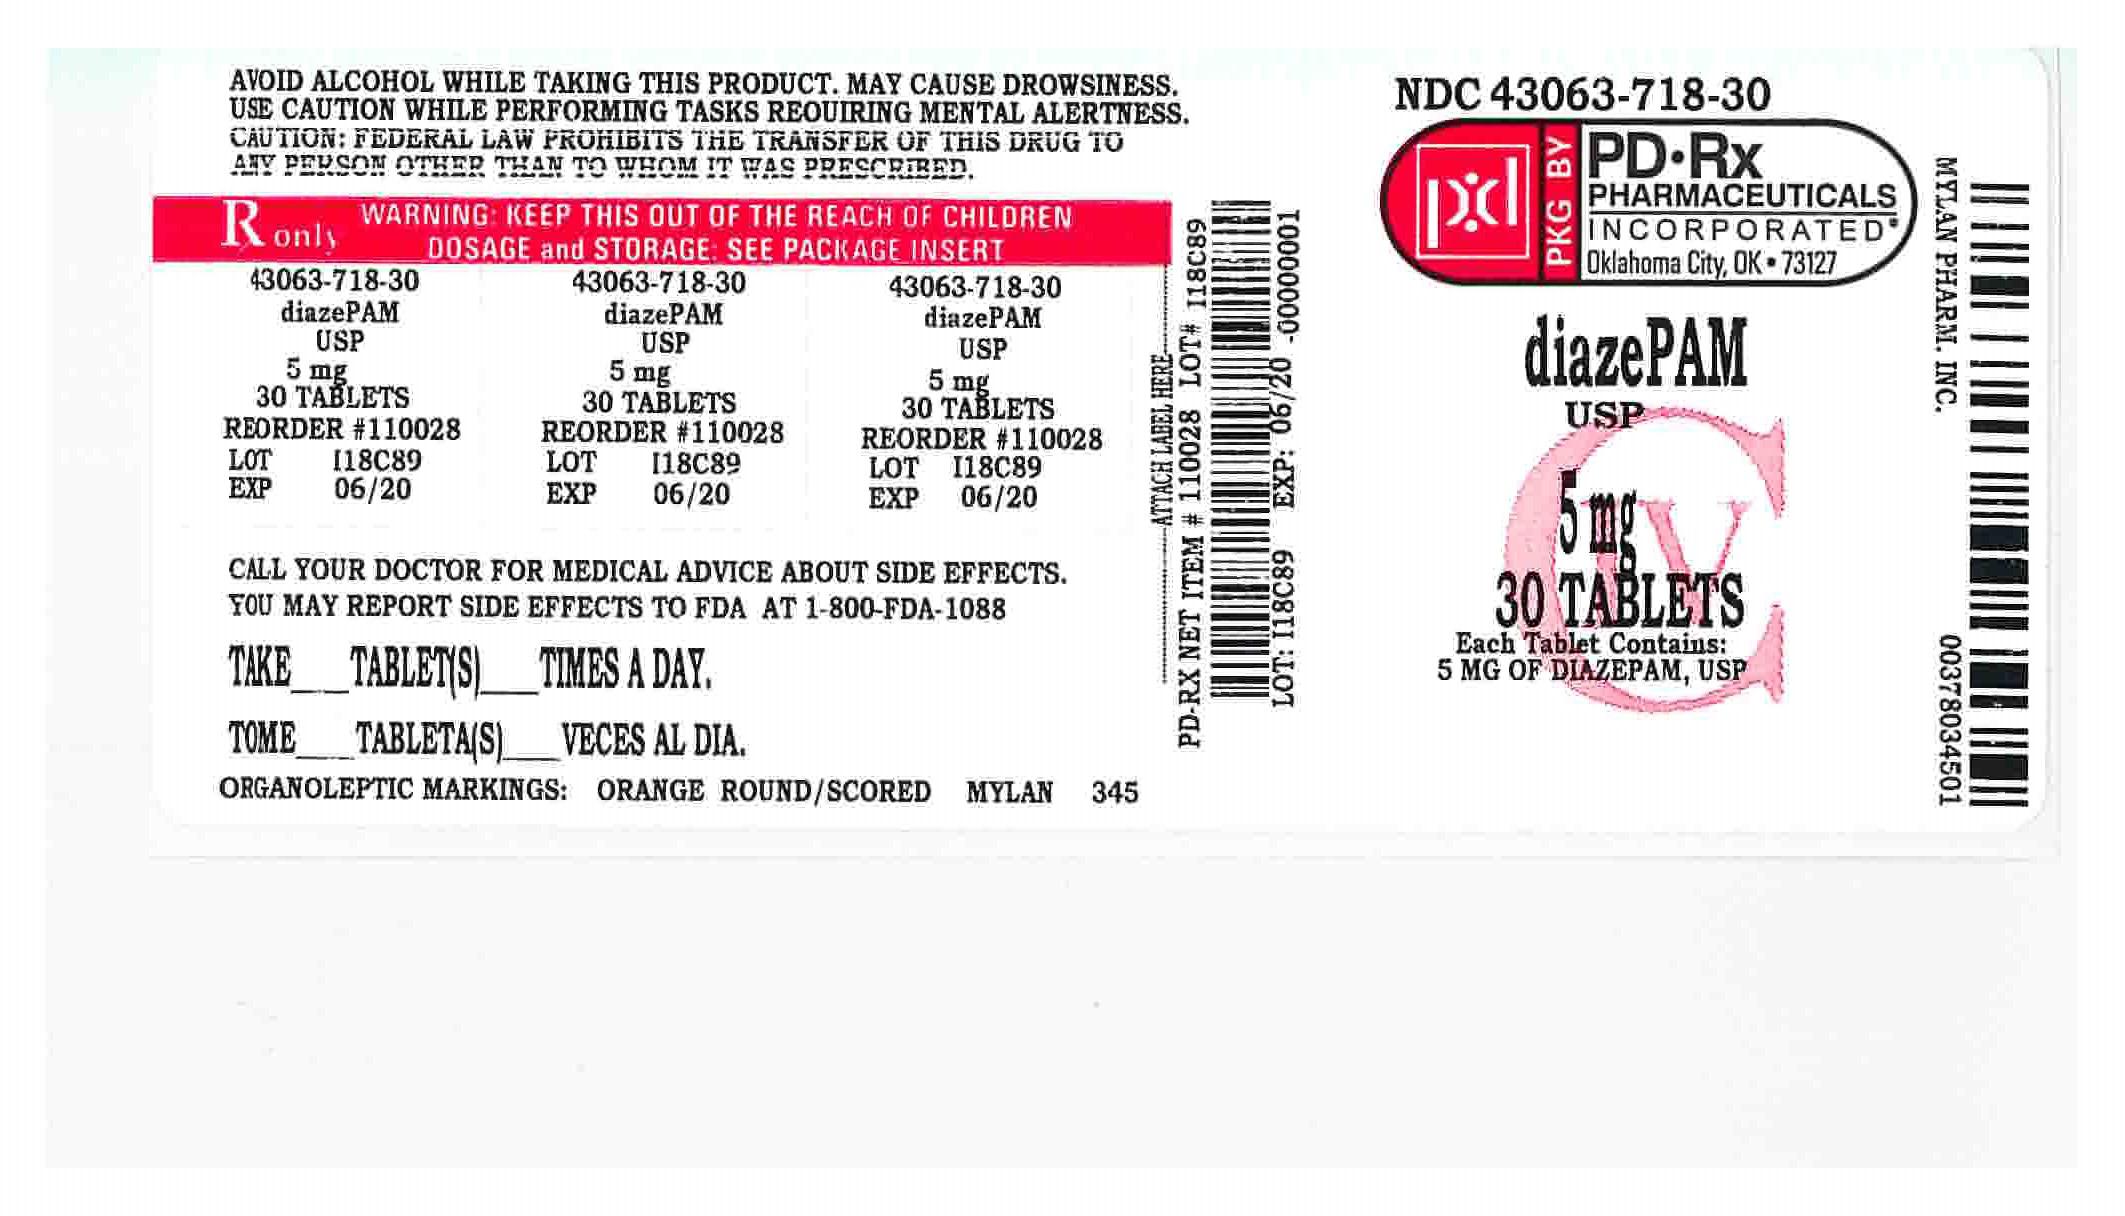 AVOID ALCOHOL WHILE TAKING THIS PRODUCT. MAY CAUSE DROWSINESS.
USE CAUTION WHILE PERFORMING TASKS REQUIRING MENTAL ALERTNESS.
CAUTION: FEDERAL LAW PROHIBITS THE TRANSFER OF THIS DRUG TO
ANY PERSON OTHER THAN TO WHOM IT WAS PRESCRIBED.
Rx only
WARNING: KEEP THIS OUT OF THE REACH OF CHILDREN
DOSAGE and STORAGE: SEE PACKAGE INSERT
43063-718-30
diazePAM
USP
5 mg
30 TABLETS
REORDER #110028
LOT I18C89
EXP 06/20
43063-718-30
diazePAM
USP
5 mg
30 TABLETS
REORDER #110028
LOT I18C89
EXP 06/20
43063-718-30
diazePAM
USP
5 mg
30 TABLETS
REORDER #110028
LOT I18C89
EXP 06/20
CALL YOUR DOCTOR FOR MEDICAL ADVICE ABOUT SIDE EFFECTS.
YOU MAY REPORT SIDE EFFECTS TO FDA AT 1-800-FDA-1088
TAKE___TABLET(S)___TIMES A DAY.
TOME___TABLETA(S)___VECES AL DIA.
ORGANOLEPTIC MARKINGS: ORANGE ROUND/SCORED MYLAN 345
ATTACH LABEL HERE
PD-RX NET ITEM # 110028 LOT# I18C89
LOT: I18C89 EXP: 06/20 -000000001
NDC 43063-718-30
pd
PKG BY
PD•Rx
PHARMACEUTICALS
INCORPORATED®
Oklahoma City, OK • 73127
diazePAM
USP
CIV
5 mg
30 TABLETS
Each Tablet Contains:
5 MG OF DIAZEPAM, USP
MYLAN PHARM. INC.
00378034501